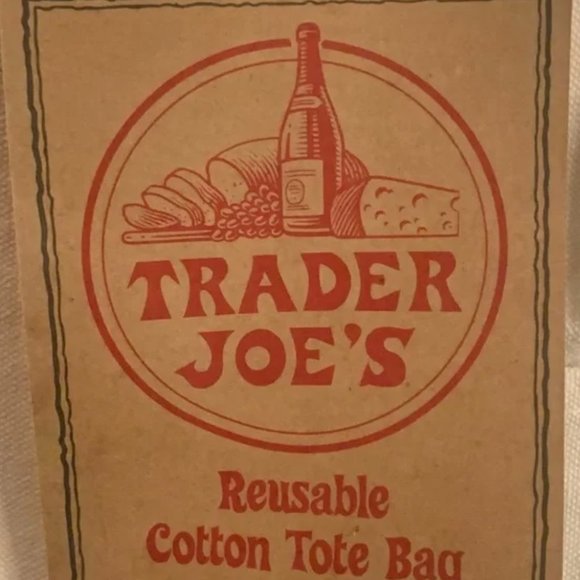 TRADER
JOE'S
Reusable
Cotton Tote Bag